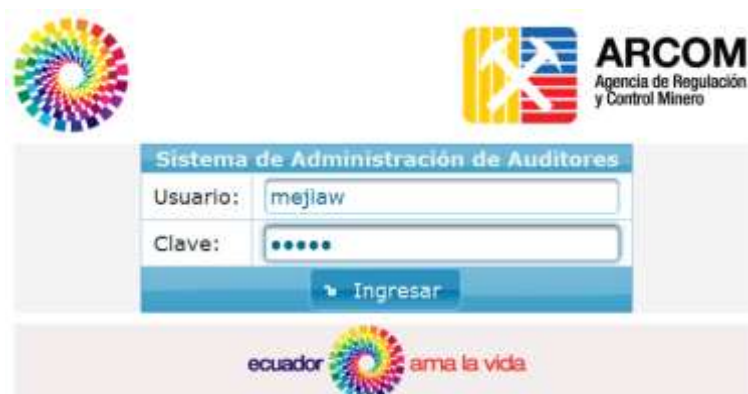 ARCOM
Agencia de Regulación
y Control Minero
Sistema de Administración de Auditores
Usuario: mejiaw
Clave: •••••
Ingresar
ecuador ama la vida